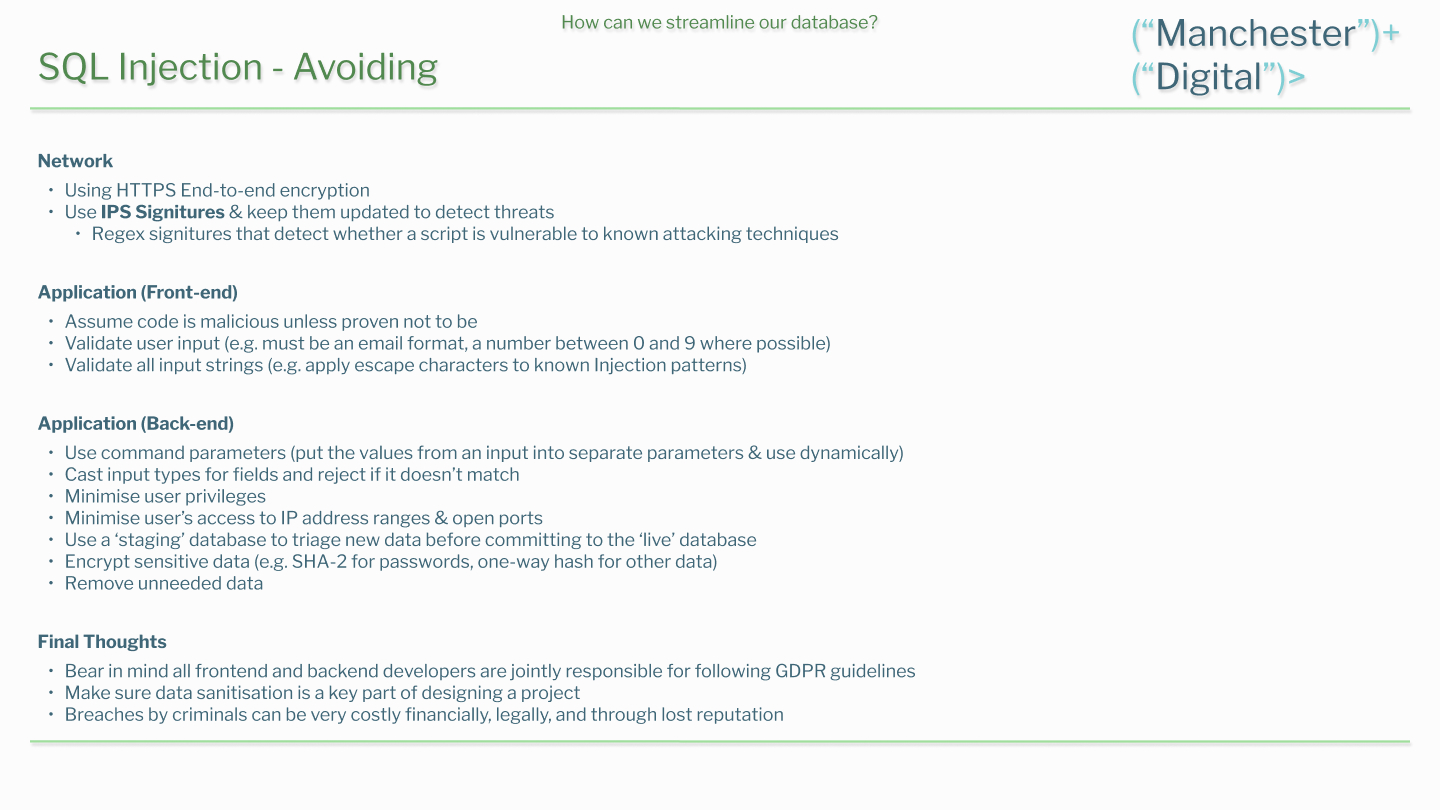 How can we streamline our database?
SQL Injection - Avoiding
(“Manchester”)+
(“Digital”)>
Network
• Using HTTPS End-to-end encryption
• Use IPS Signitures & keep them updated to detect threats
• Regex signitures that detect whether a script is vulnerable to known attacking techniques
Application (Front-end)
• Assume code is malicious unless proven not to be
• Validate user input (e.g. must be an email format, a number between 0 and 9 where possible)
• Validate all input strings (e.g. apply escape characters to known Injection patterns)
Application (Back-end)
• Use command parameters (put the values from an input into separate parameters & use dynamically)
• Cast input types for fields and reject if it doesn’t match
• Minimise user privileges
• Minimise user’s access to IP address ranges & open ports
• Use a ‘staging’ database to triage new data before committing to the ‘live’ database
• Encrypt sensitive data (e.g. SHA-2 for passwords, one-way hash for other data)
• Remove unneeded data
Final Thoughts
• Bear in mind all frontend and backend developers are jointly responsible for following GDPR guidelines
• Make sure data sanitisation is a key part of designing a project
• Breaches by criminals can be very costly financially, legally, and through lost reputation